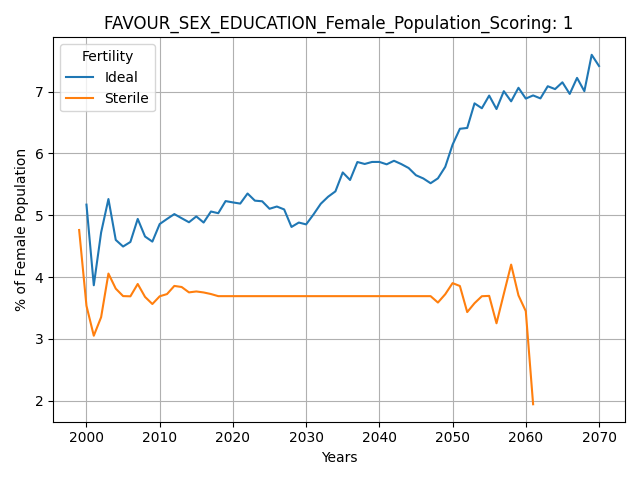 FAVOUR_SEX_EDUCATION_Female_Population_Scoring: 1
Fertility
Ideal
Sterile
7
6
5
4
3
2
% of Female Population
2000 2010 2020 2030 2040 2050 2060 2070
Years